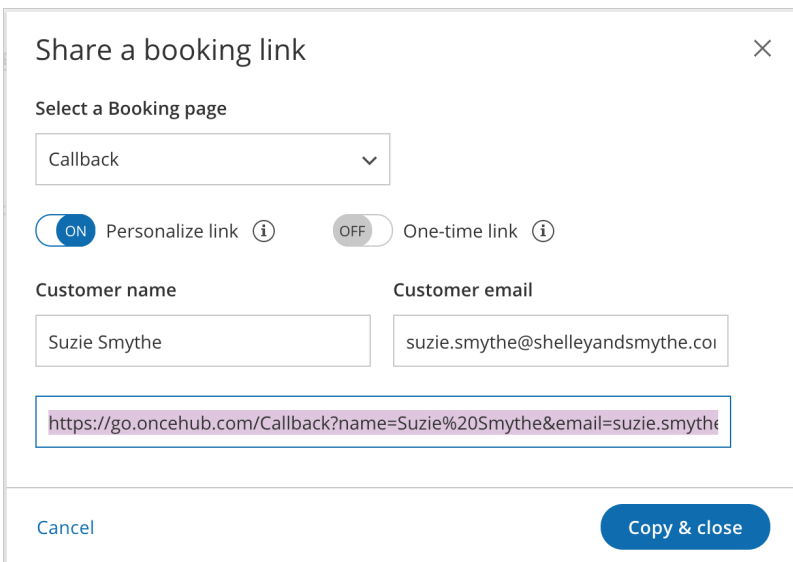 Share a booking link
Select a Booking page
Callback
ON Personalize link OFF One-time link
Customer name Customer email
Suzie Smythe suzie.smythe@shelleyandsmythe.co
https://go.oncehub.com/Callback?name=Suzie%20Smythe&email=suzie.smythe
Cancel Copy & close